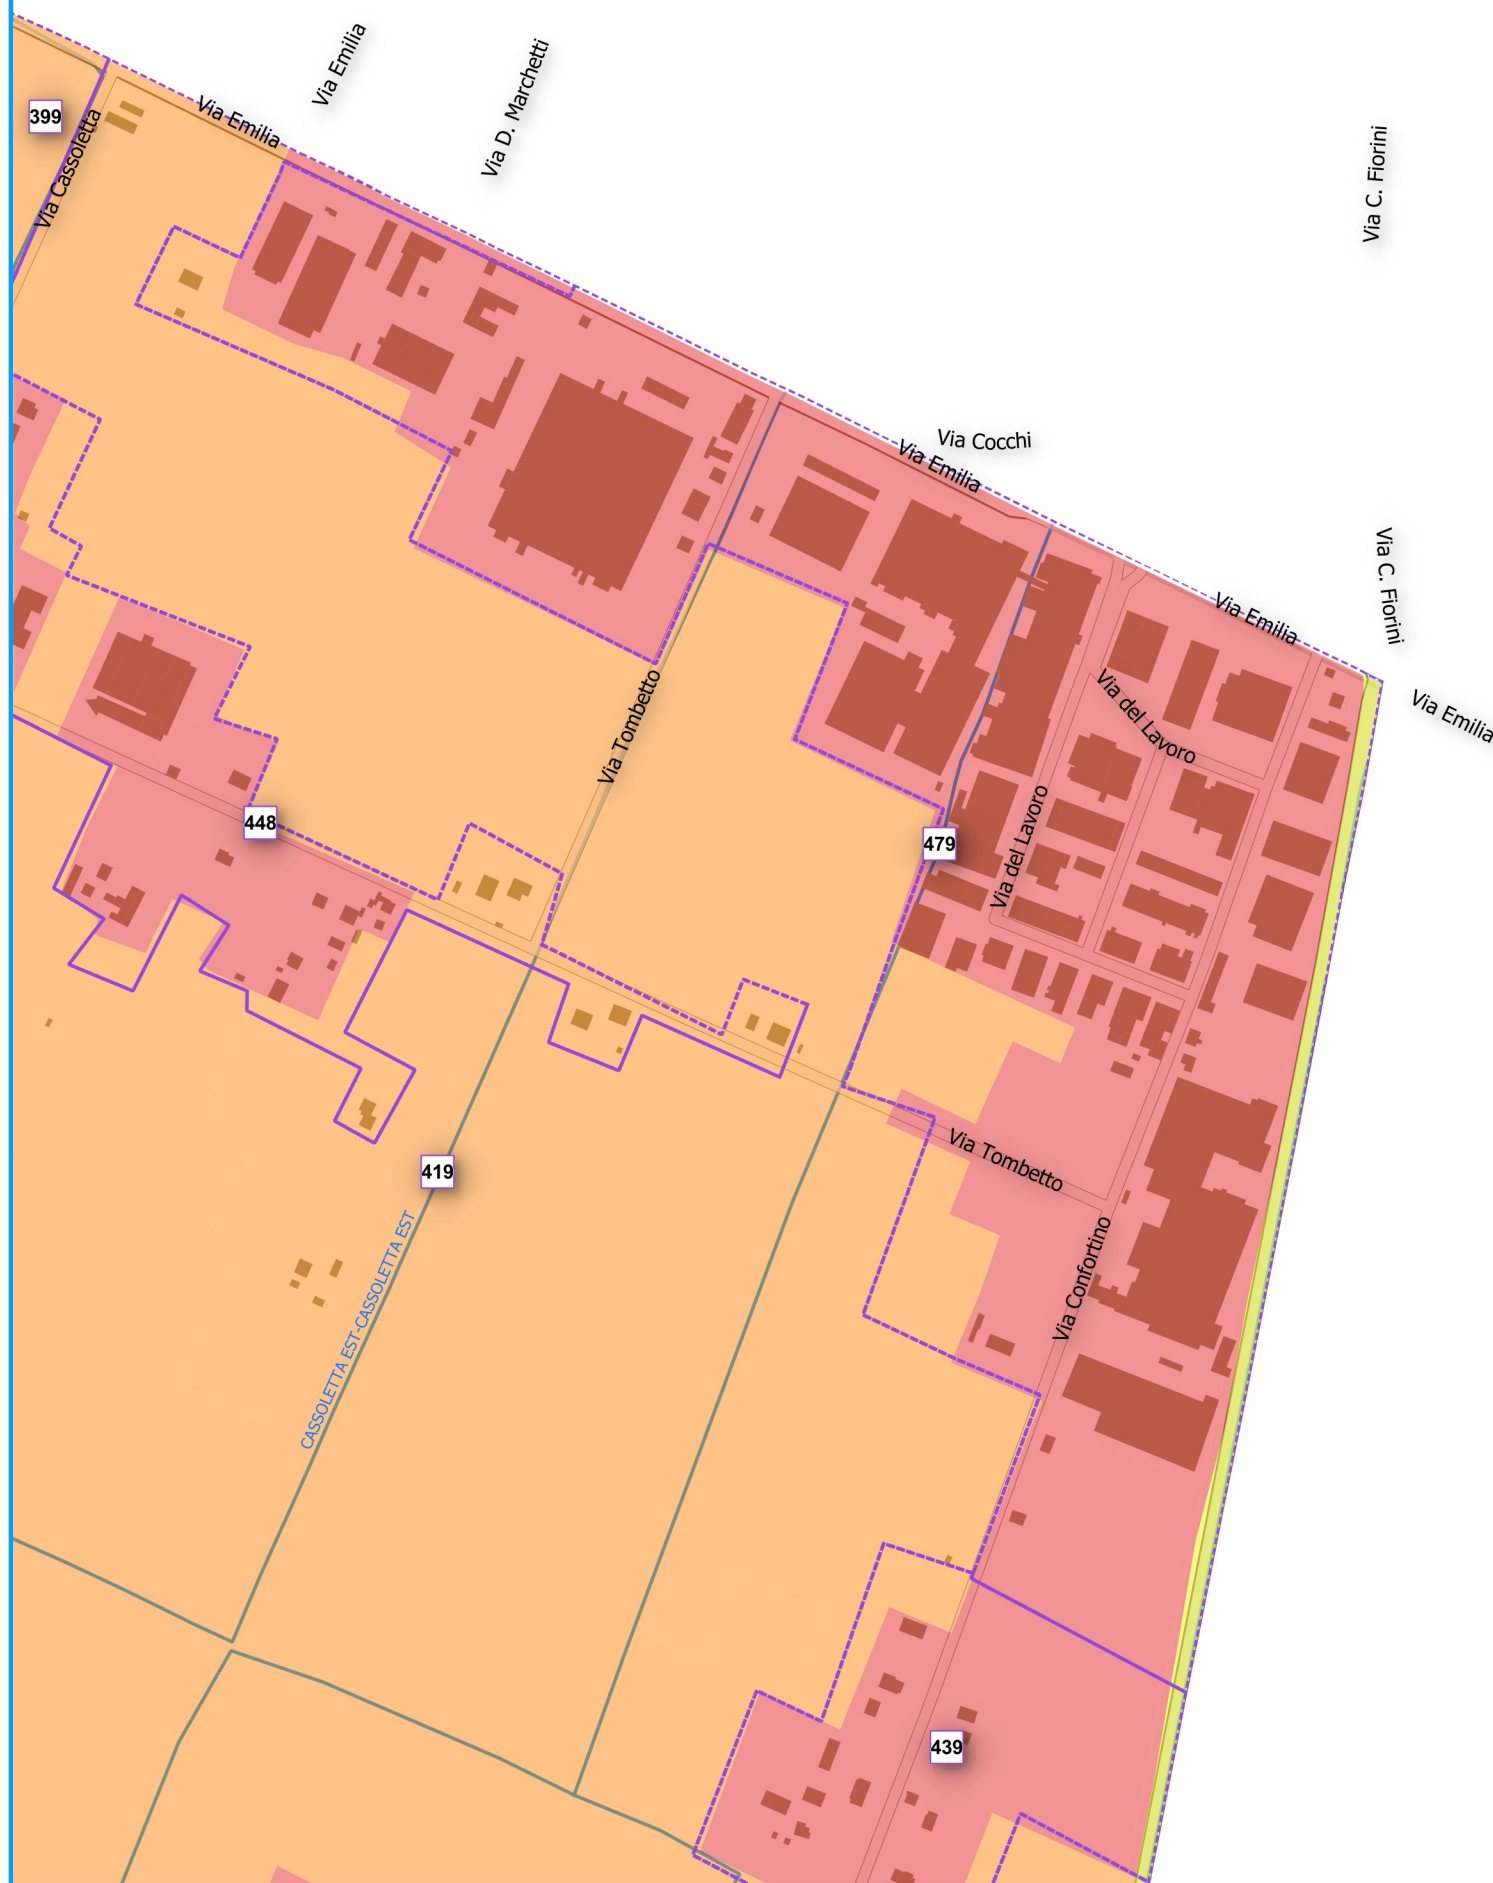 Via Emilia
Via D. Marchetti
399
Via Emilia
Via Cassoletta
Via C. Fiorini
Via Cocchi
Via Emilia
Via C. Fiorini
Via Emilia
Via Emilia
Via del Lavoro
Via Tombetto
448
479
Via del Lavoro
Via Tombetto
419
CASSOLETTA EST-CASSOLETTA EST
Via Confortino
439